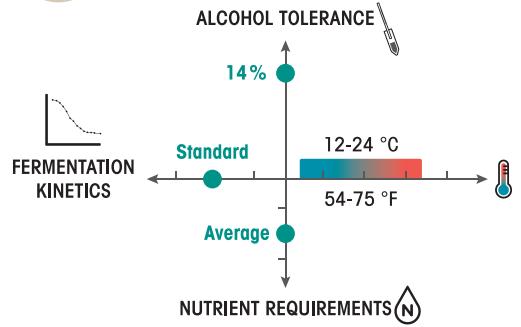 ALCOHOL TOLERANCE
14%
Standard
12-24 °C
FERMENTATION
KINETICS
54-75 °F
Average
NUTRIENT REQUIREMENTS
N